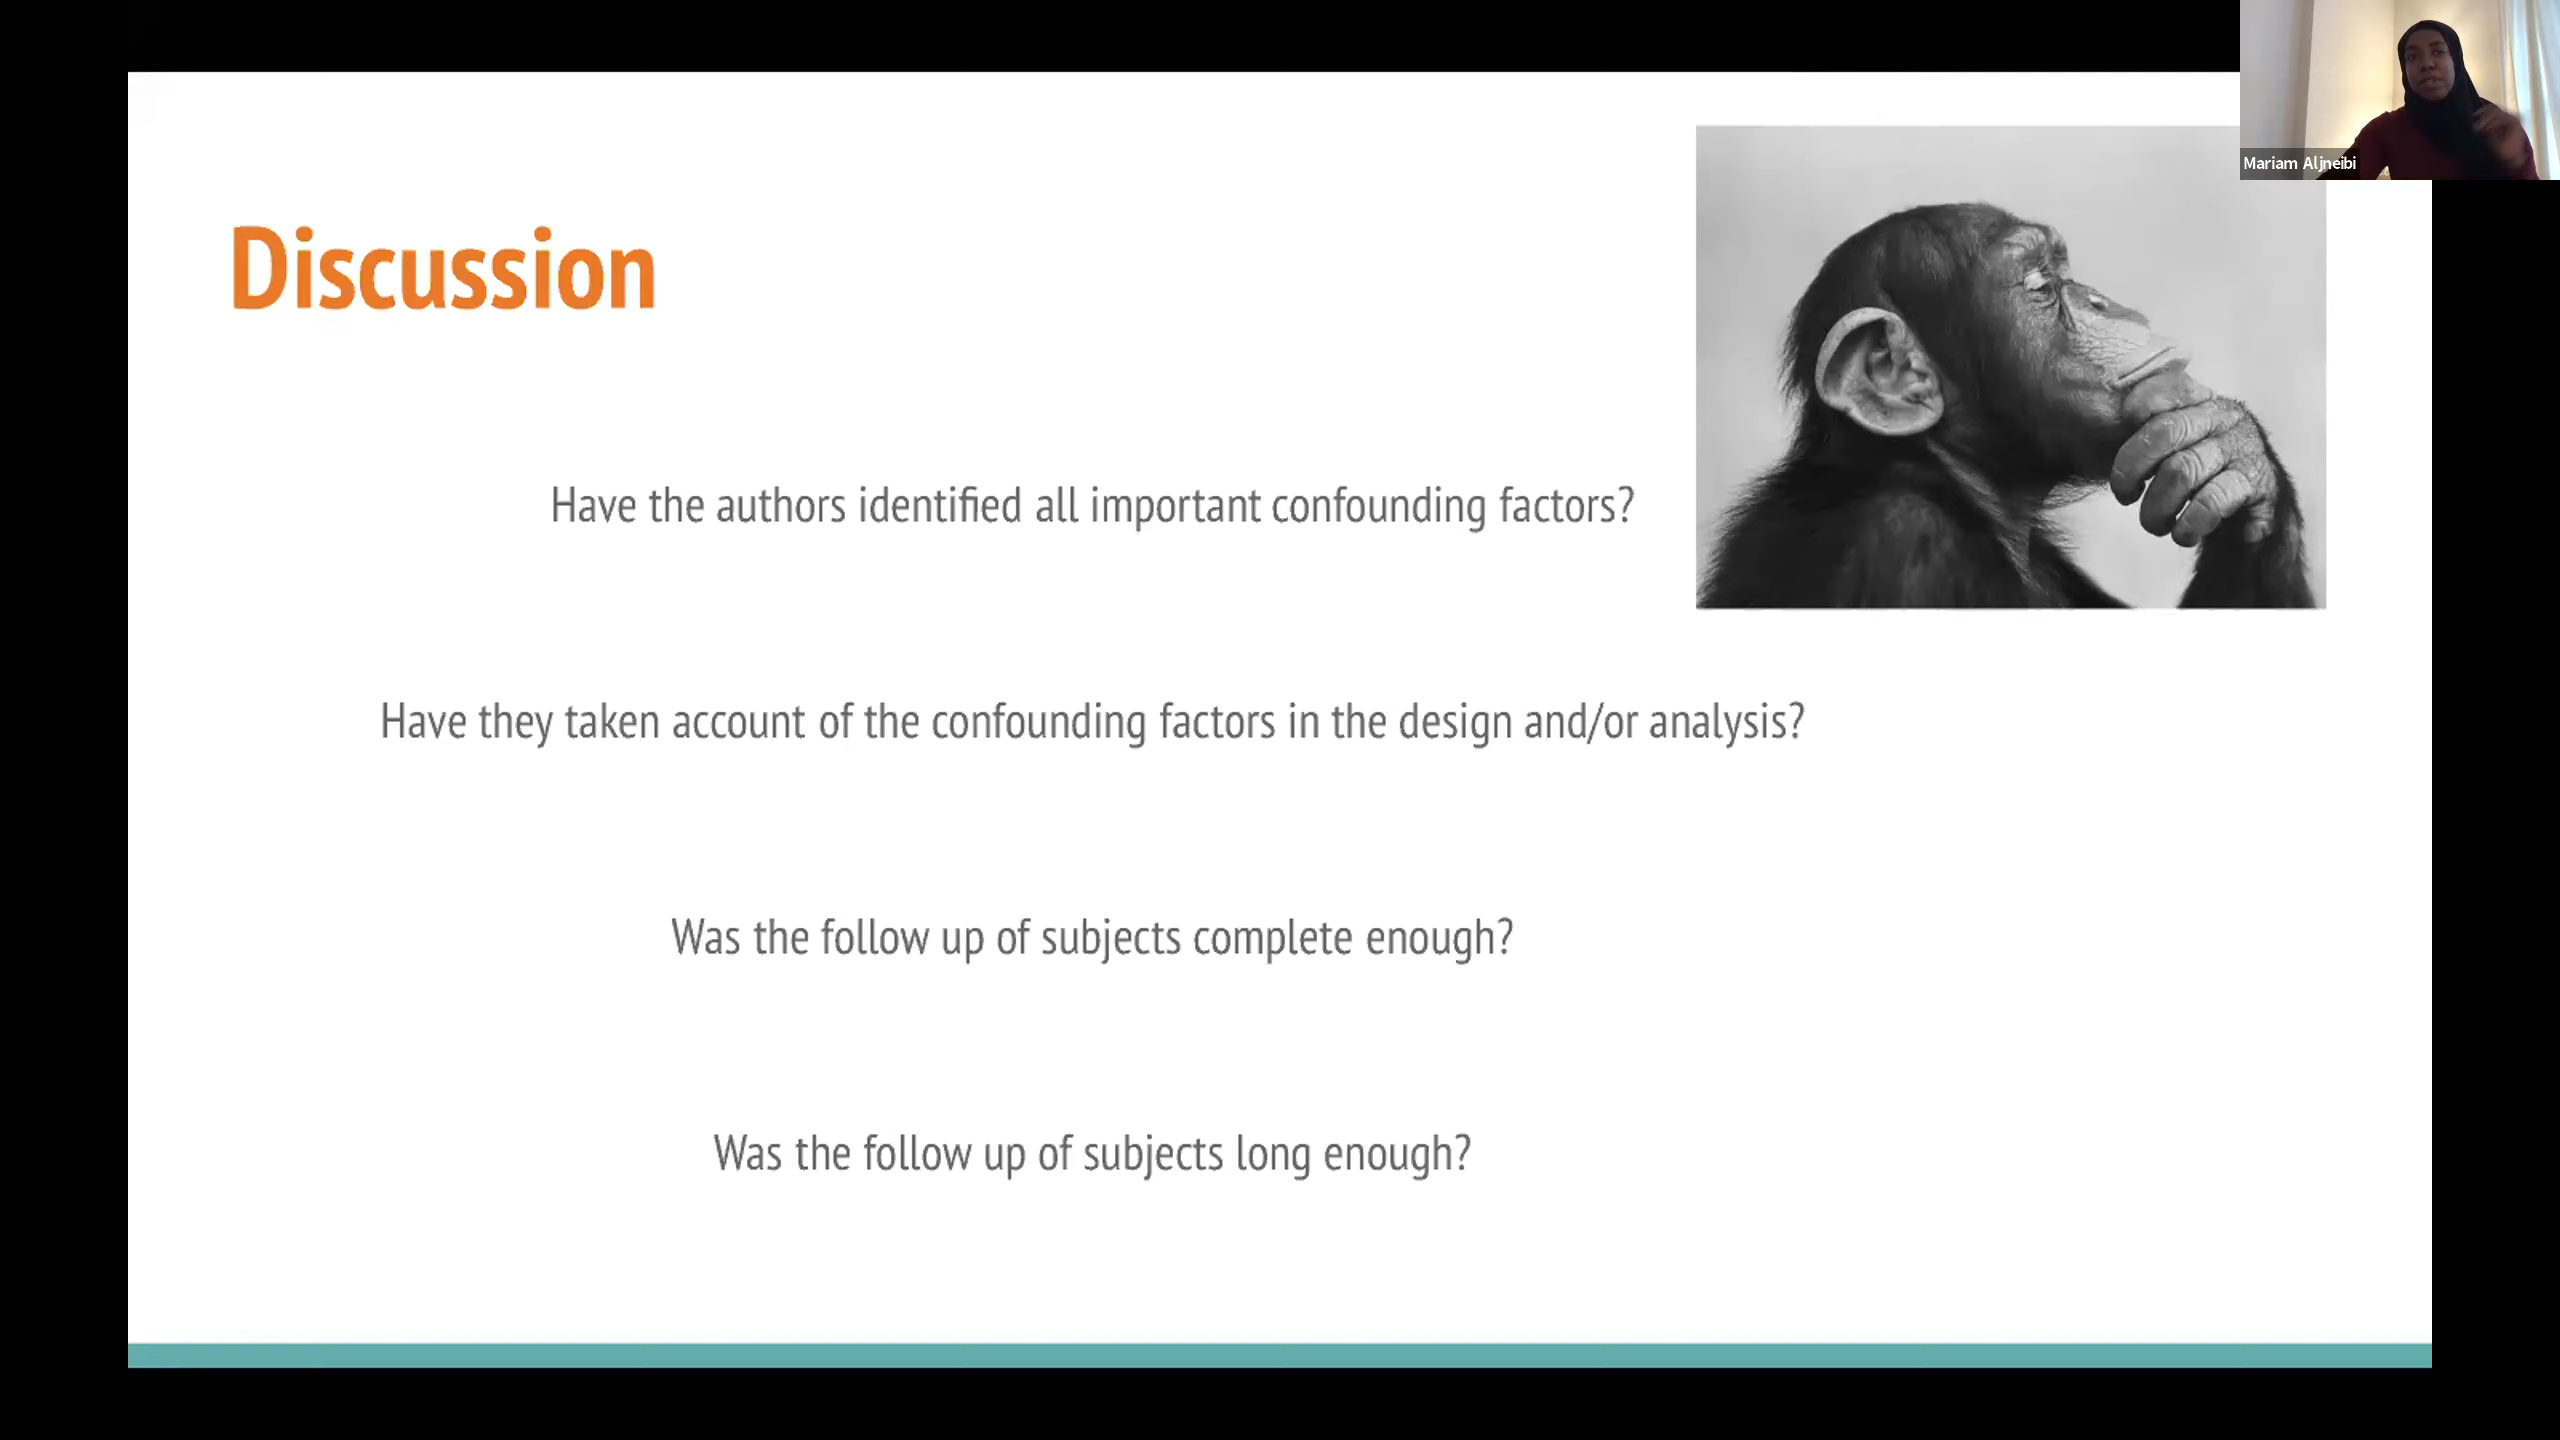 Mariam Aljneibi
Discussion
Have the authors identified all important confounding factors?
Have they taken account of the confounding factors in the design and/or analysis?
Was the follow up of subjects complete enough?
Was the follow up of subjects long enough?